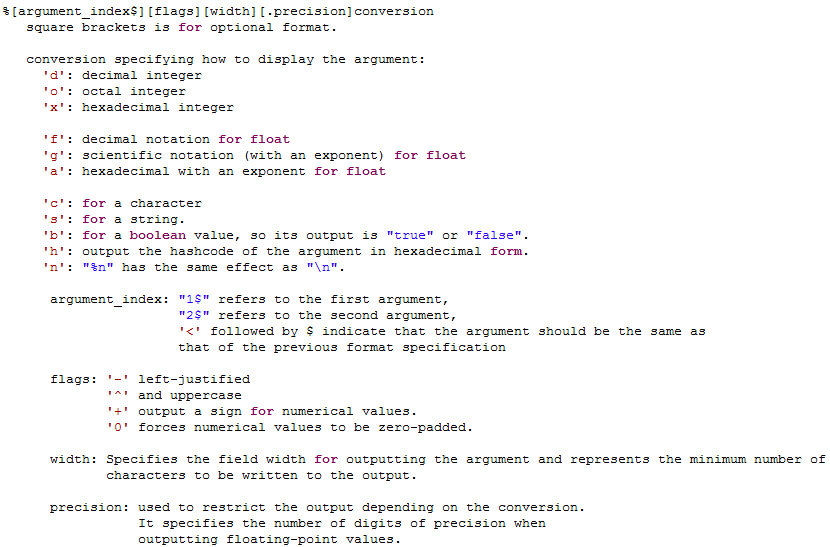 %[argument_index$][flags][width][.precision]conversion
square brackets is for optional format.
conversion specifying how to display the argument:
'd': decimal integer
'o': octal integer
'x': hexadecimal integer
'f': decimal notation for float
'g': scientific notation (with an exponent) for float
'a': hexadecimal with an exponent for float
'c': for a character
's': for a string.
'b': for a boolean value, so its output is "true" or "false".
'h': output the hashcode of the argument in hexadecimal form.
'n': "%n" has the same effect as "\n".
argument_index: "1$" refers to the first argument,
"2$" refers to the second argument,
'<' followed by $ indicate that the argument should be the same as
that of the previous format specification
flags: '-' left-justified
'^' and uppercase
'+' output a sign for numerical values.
'0' forces numerical values to be zero-padded.
width: Specifies the field width for outputting the argument and represents the minimum number of
characters to be written to the output.
precision: used to restrict the output depending on the conversion.
It specifies the number of digits of precision when
outputting floating-point values.